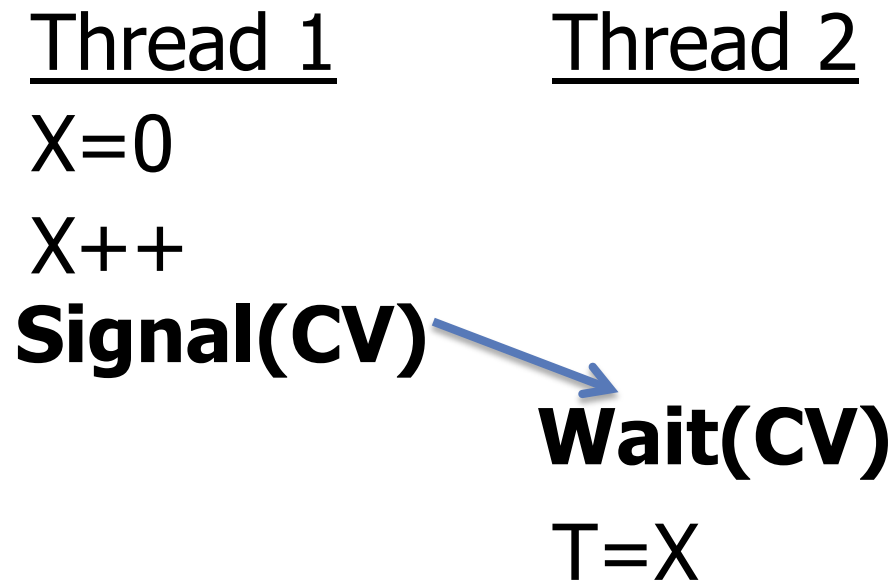 Thread 1
Thread 2
X=0
X++
Signal(CV)
Wait(CV)
T=X